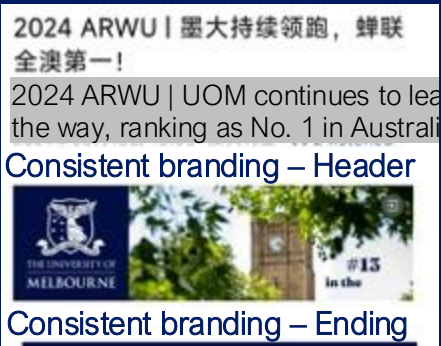 2024 ARWU | 墨大持续领跑，蝉联
全澳第一！
2024 ARWU | UOM continues to lea
the way, ranking as No. 1 in Australi
Consistent branding – Header
THE UNIVERSITY OF
MELBOURNE
#13
in the
Consistent branding – Ending